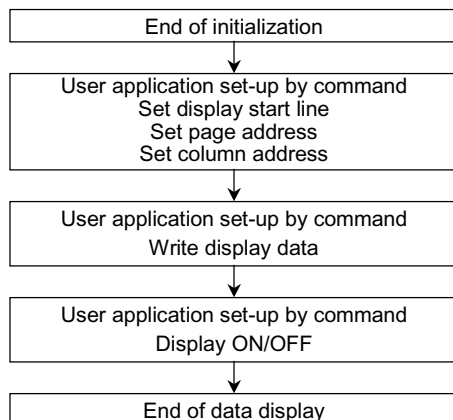 End of initialization
User application set-up by command
Set display start line
Set page address
Set column address
User application set-up by command
Write display data
User application set-up by command
Display ON/OFF
End of data display